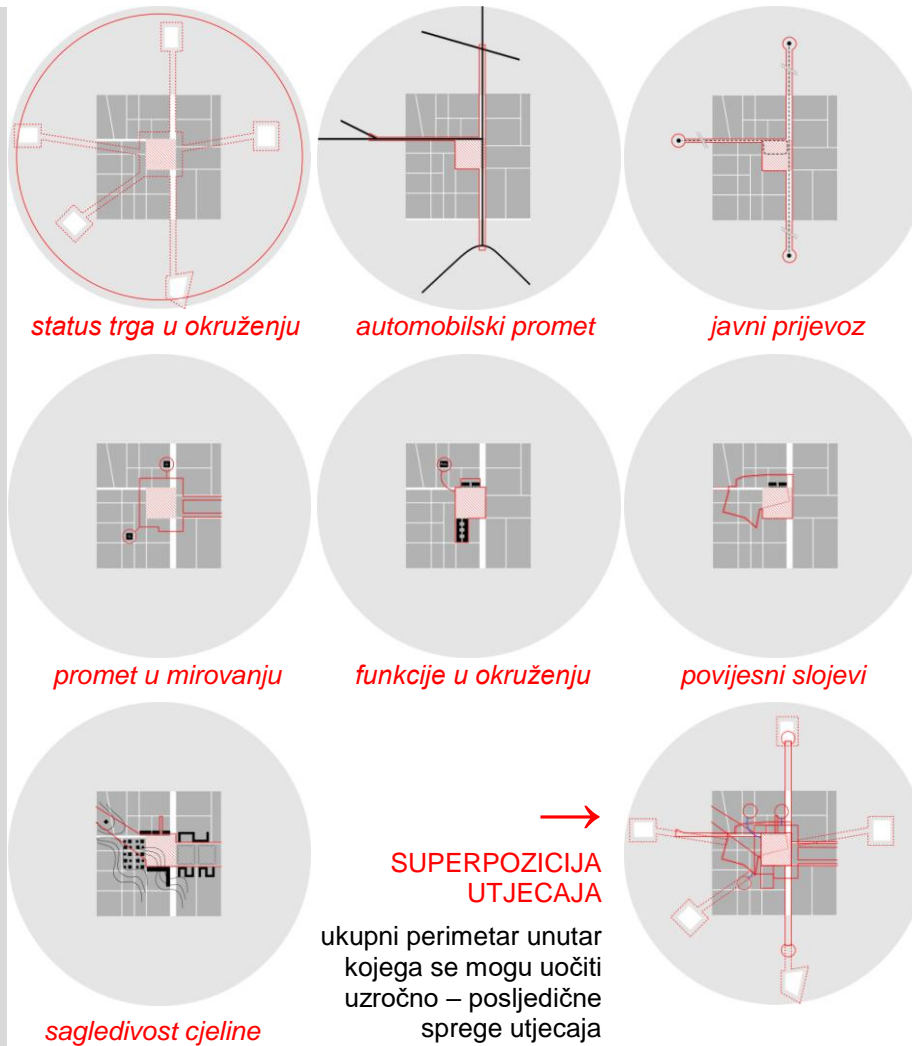 status trga u okruženju
automobilski promet
javni prijevoz
promet u mirovanju
funkcije u okruženju
povijesni slojevi
sagledivost cjeline
SUPERPOZICIJA
UTJECAJA
ukupni perimetar unutar
kojega se mogu uočiti
uzročno – posljedične
sprege utjecaja